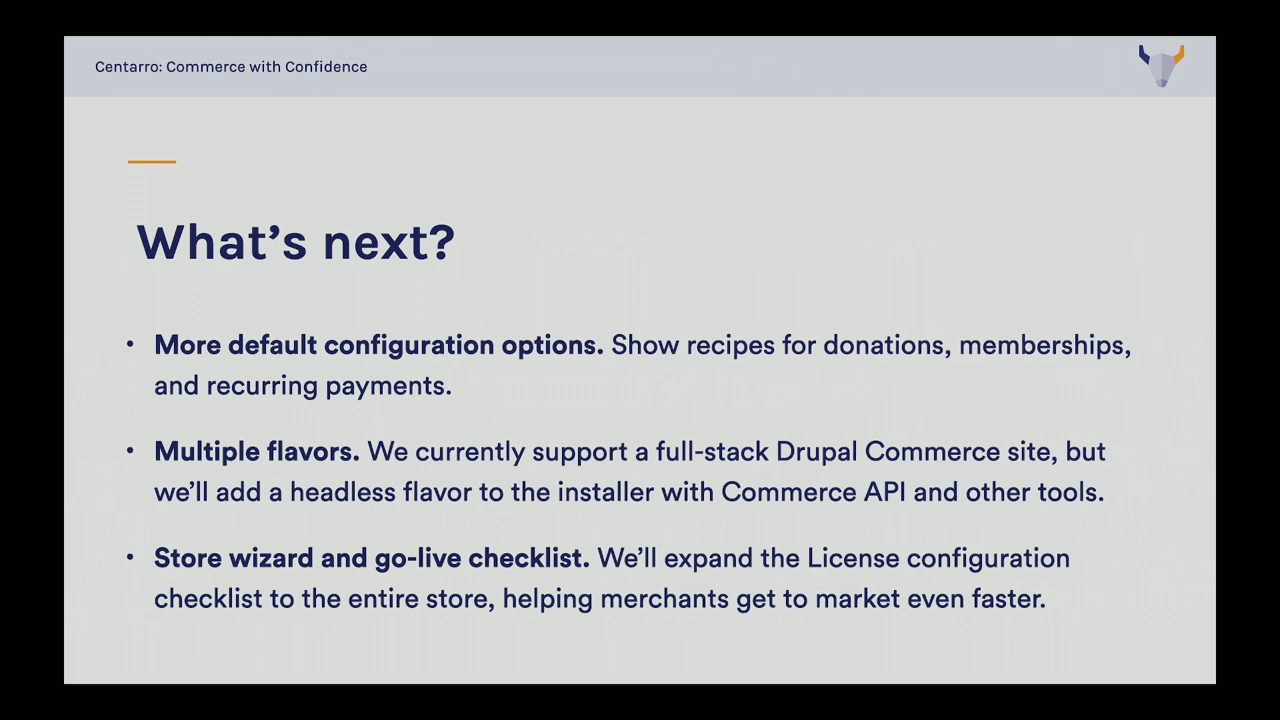 Centarro: Commerce with Confidence
What's next?
• More default configuration options. Show recipes for donations, memberships,
and recurring payments.
• Multiple flavors. We currently support a full-stack Drupal Commerce site, but
we'll add a headless flavor to the installer with Commerce API and other tools.
• Store wizard and go-live checklist. We'll expand the License configuration
checklist to the entire store, helping merchants get to market even faster.